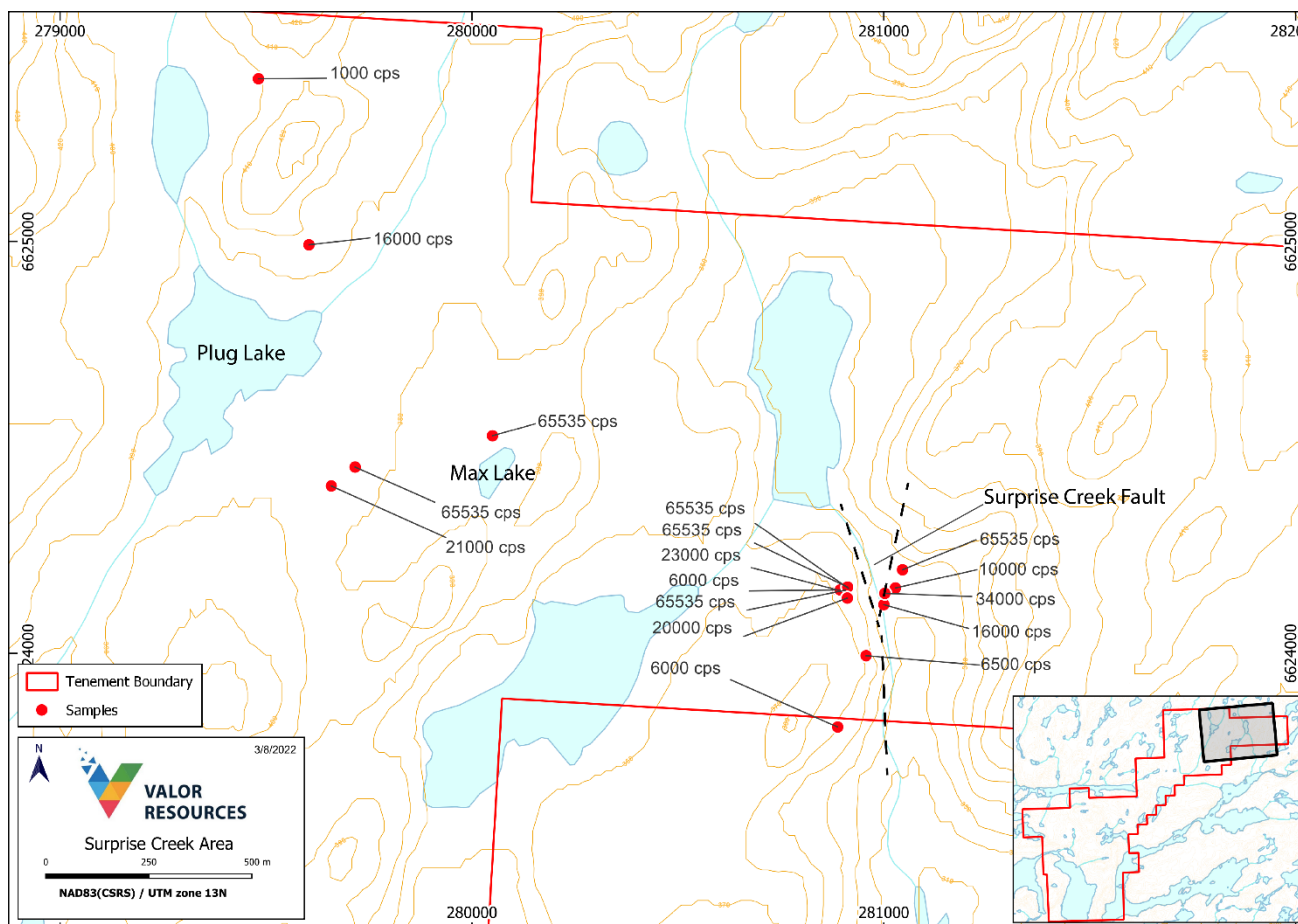 279000
280000
281000
2820
1000 cps
16000 cps
6625000
6625000
Plug Lake
65535 cps
Max Lake
65535 cps
21000 cps
Surprise Creek Fault
65535 cps
65535 cps
23000 cps
6000 cps
65535 cps
20000 cps
6000 cps
65535 cps
10000 cps
34000 cps
16000 cps
6500 cps
24000
6624000
Tenement Boundary
Samples
N
3/8/2022
VALOR
RESOURCES
Surprise Creek Area
0 250 500 m
NAD83(CSRS) / UTM zone 13N
280000
281000